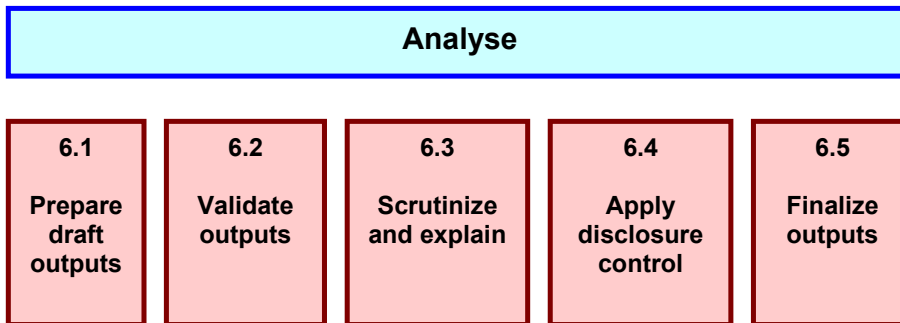 Analyse
6.1
Prepare
draft
outputs
6.2
Validate
outputs
6.3
Scrutinize
and explain
6.4
Apply
disclosure
control
6.5
Finalize
outputs